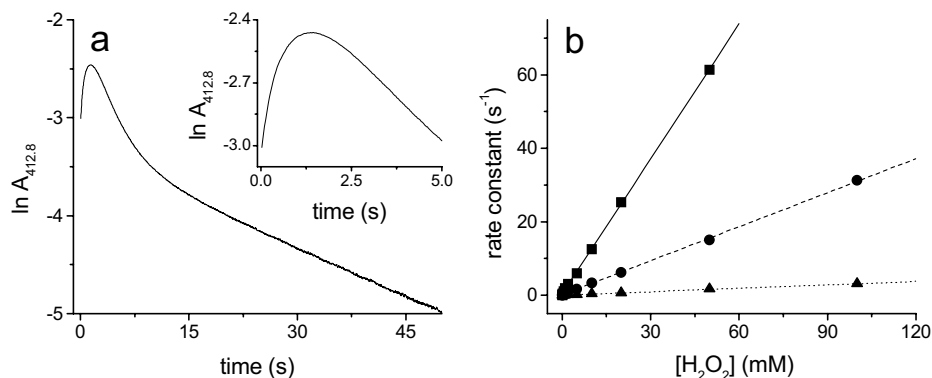 a
-2
-3
-4
-5
ln A412.8
0
15
30
45
time (s)
-2.4
-2.7
-3.0
ln A412.8
0.0
2.5
5.0
time (s)
b
60
40
20
0
rate constant (s-1)
0
30
60
90
120
[H2O2] (mM)